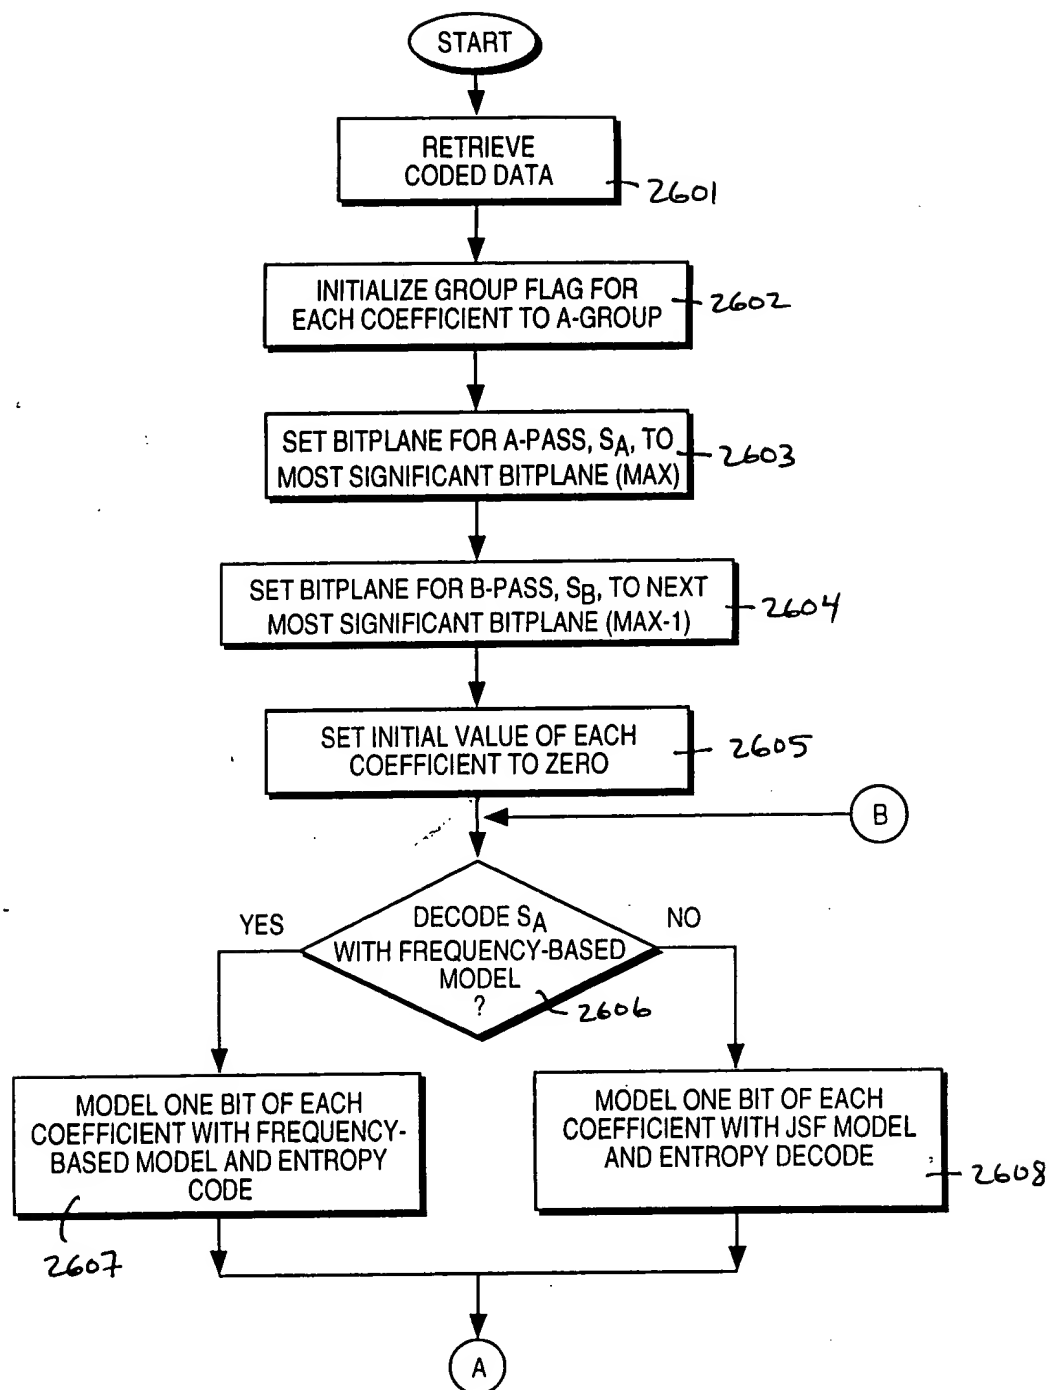 START
RETRIEVE
CODED DATA
2601
INITIALIZE GROUP FLAG FOR
EACH COEFFICIENT TO A-GROUP
2602
SET BITPLANE FOR A-PASS, SA, TO
MOST SIGNIFICANT BITPLANE (MAX)
2603
SET BITPLANE FOR B-PASS, SB, TO NEXT
MOST SIGNIFICANT BITPLANE (MAX-1)
2604
SET INITIAL VALUE OF EACH
COEFFICIENT TO ZERO
2605
B
YES
DECODE SA
WITH FREQUENCY-BASED
MODEL
?
NO
2606
MODEL ONE BIT OF EACH
COEFFICIENT WITH FREQUENCY-
BASED MODEL AND ENTROPY
CODE
2607
MODEL ONE BIT OF EACH
COEFFICIENT WITH JSF MODEL
AND ENTROPY DECODE
2608
A